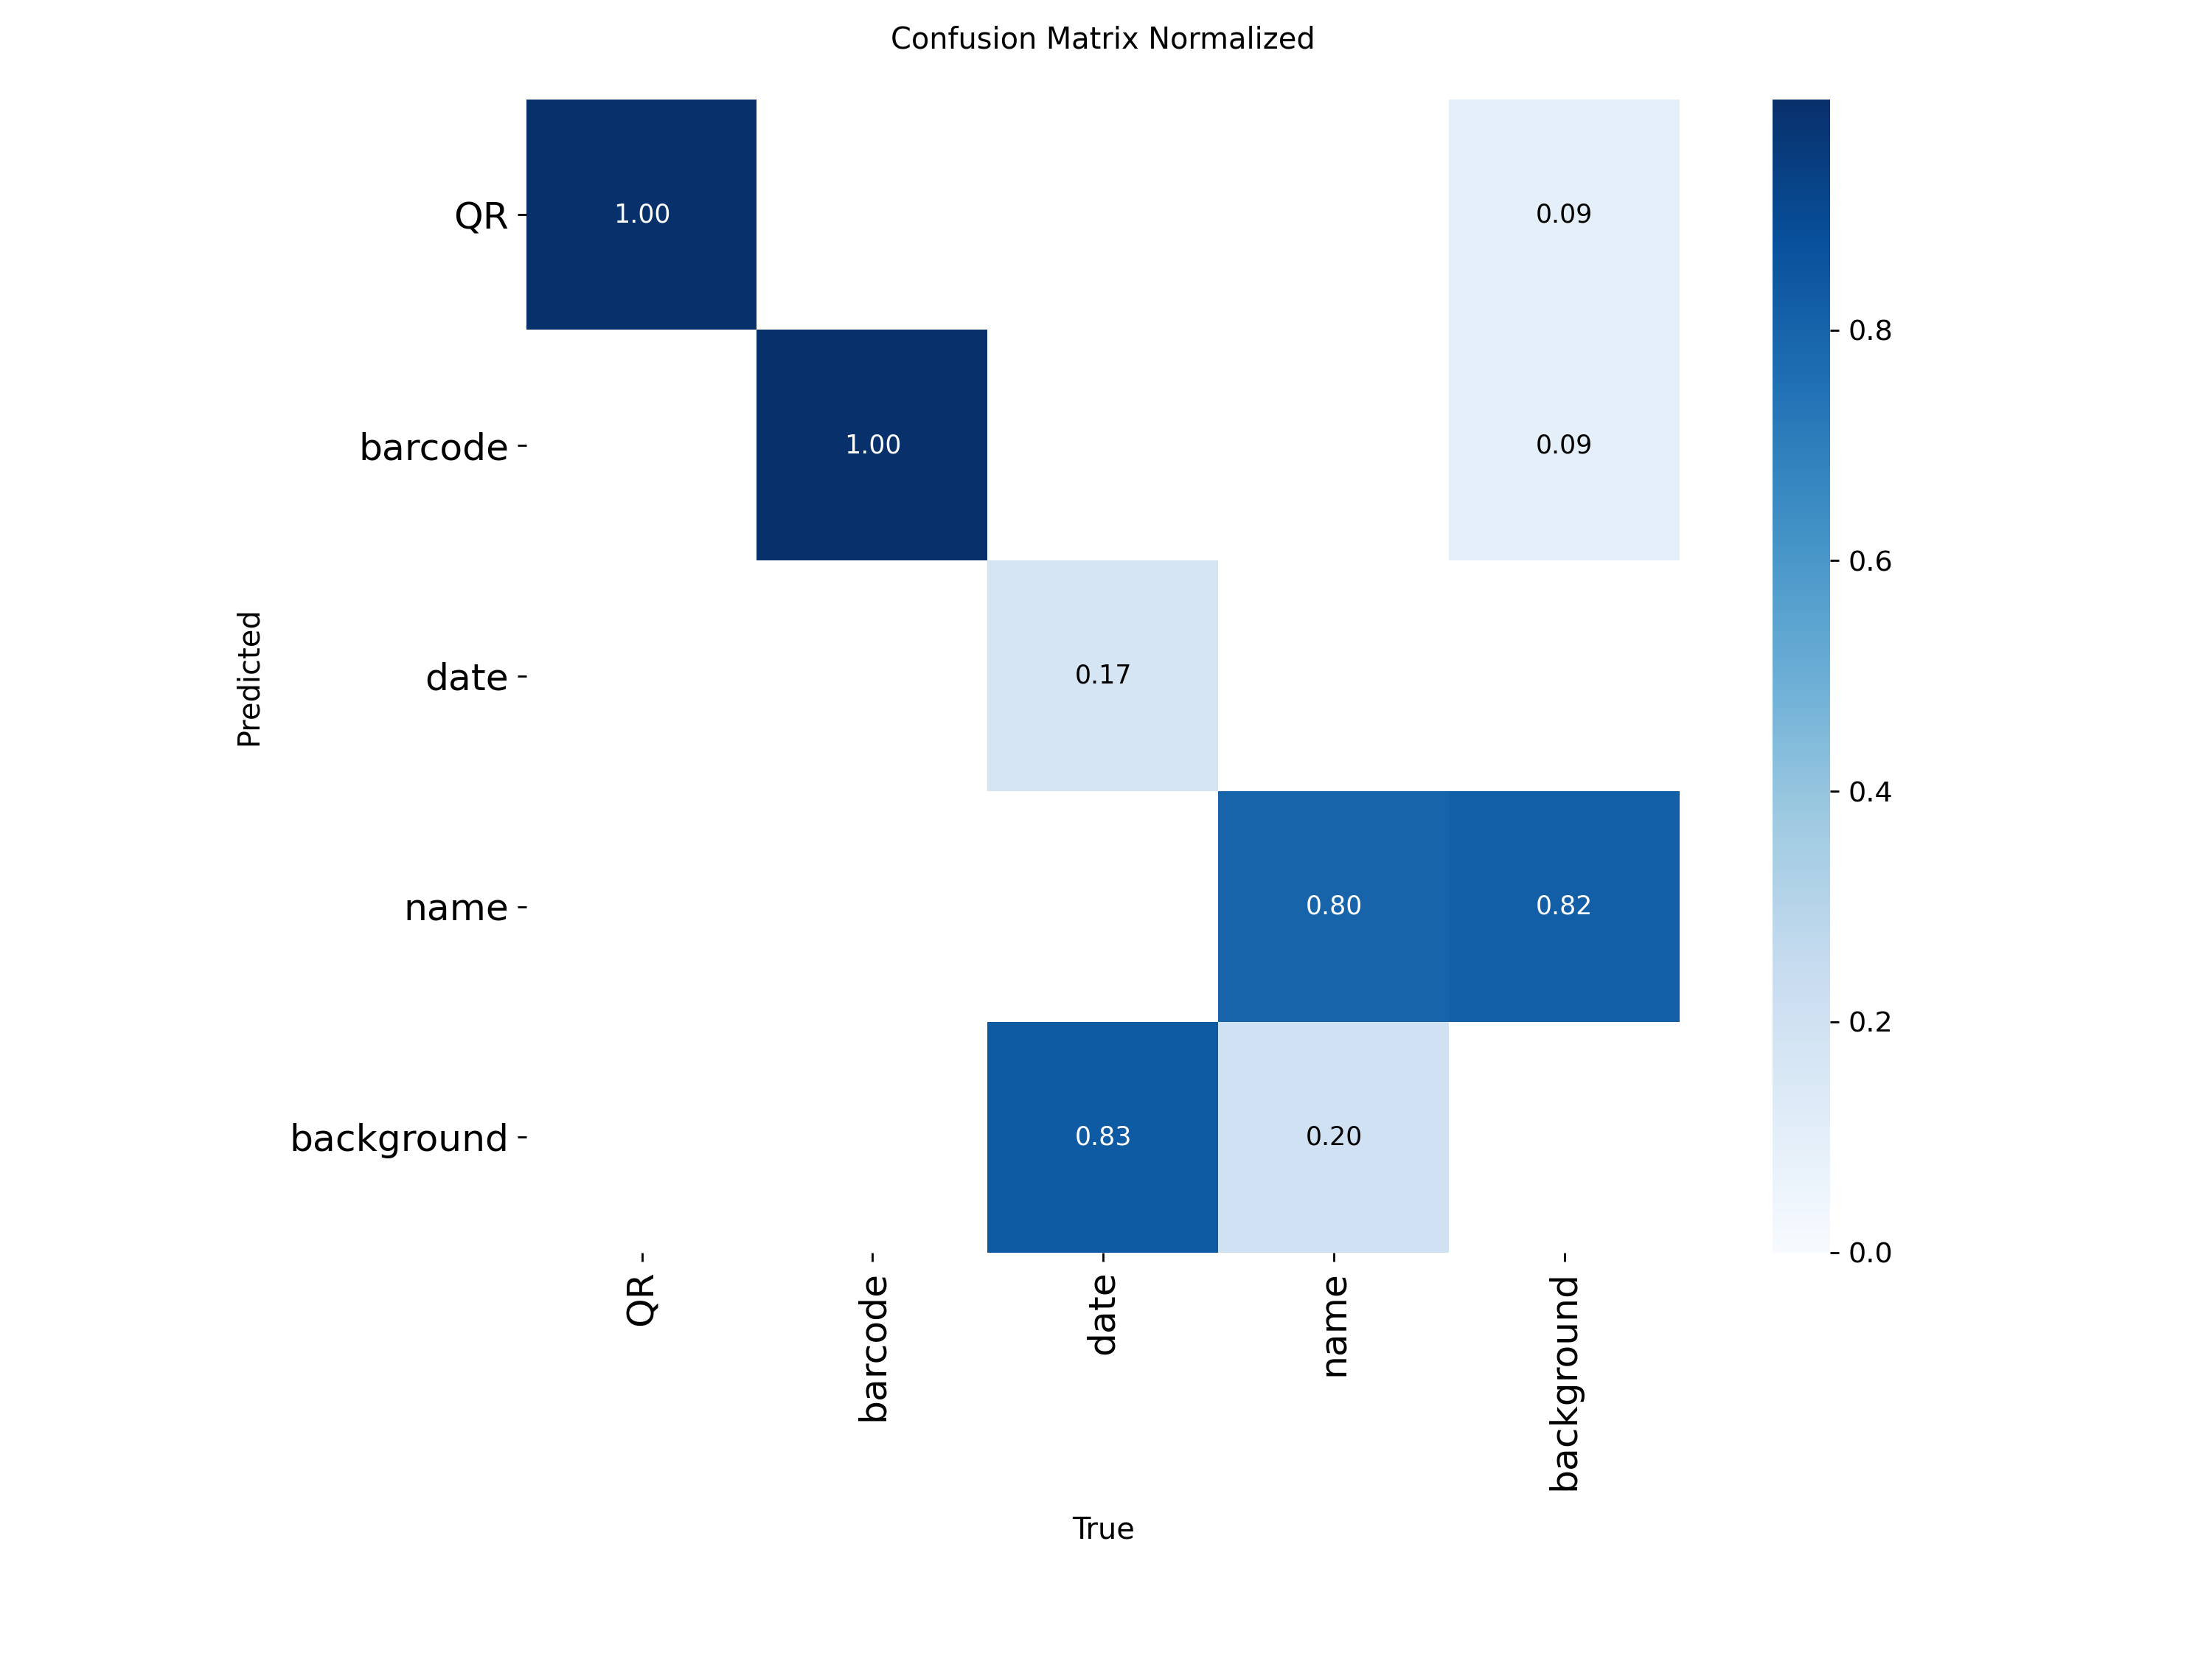 Confusion Matrix Normalized
QR
1.00
0.09
barcode
1.00
0.09
date
0.17
name
0.80
0.82
background
0.83
0.20
Predicted
QR
barcode
date
name
background
True
0.8
0.6
0.4
0.2
0.0